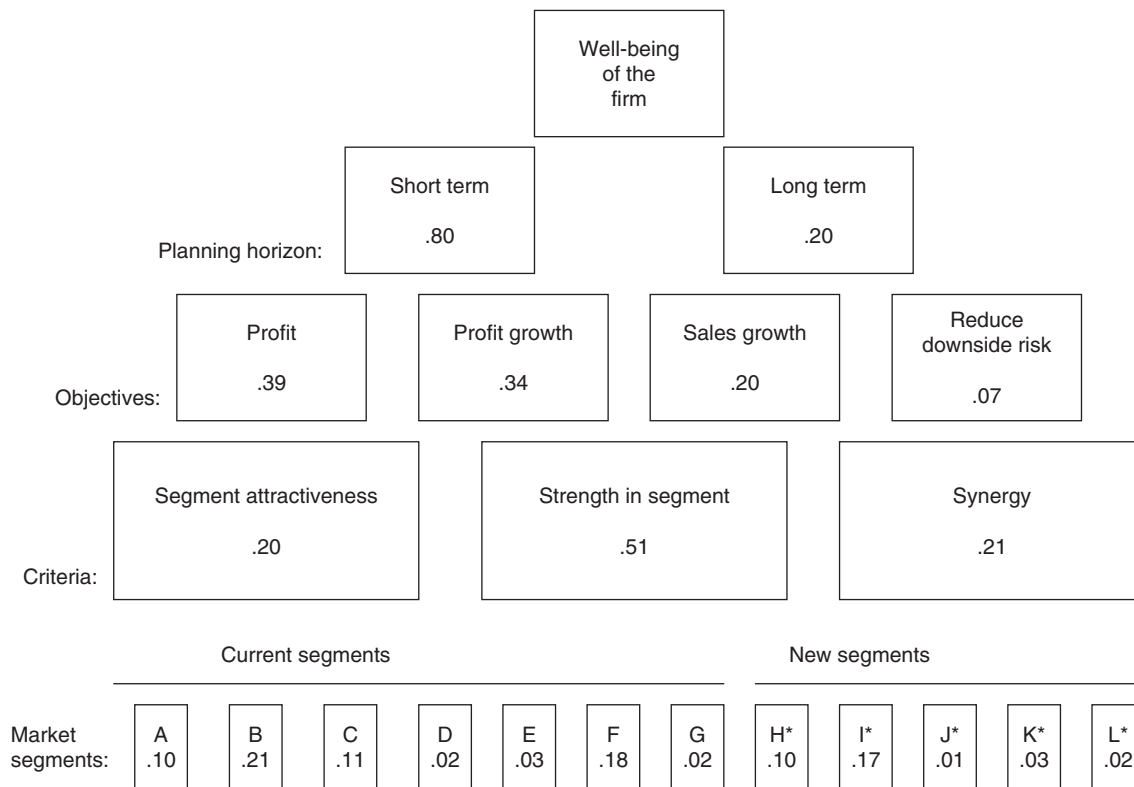 Well-being
of the
firm
Short term
Long term
.80
.20
Planning horizon:
Profit
Profit growth
Sales growth
Reduce
downside risk
.39
.34
.20
.07
Objectives:
Segment attractiveness
Strength in segment
Synergy
.20
.51
.21
Criteria:
Current segments
New segments
Market
segments:
A
.10
B
.21
C
.11
D
.02
E
.03
F
.18
G
.02
H*
.10
I*
.17
J*
.01
K*
.03
L*
.02